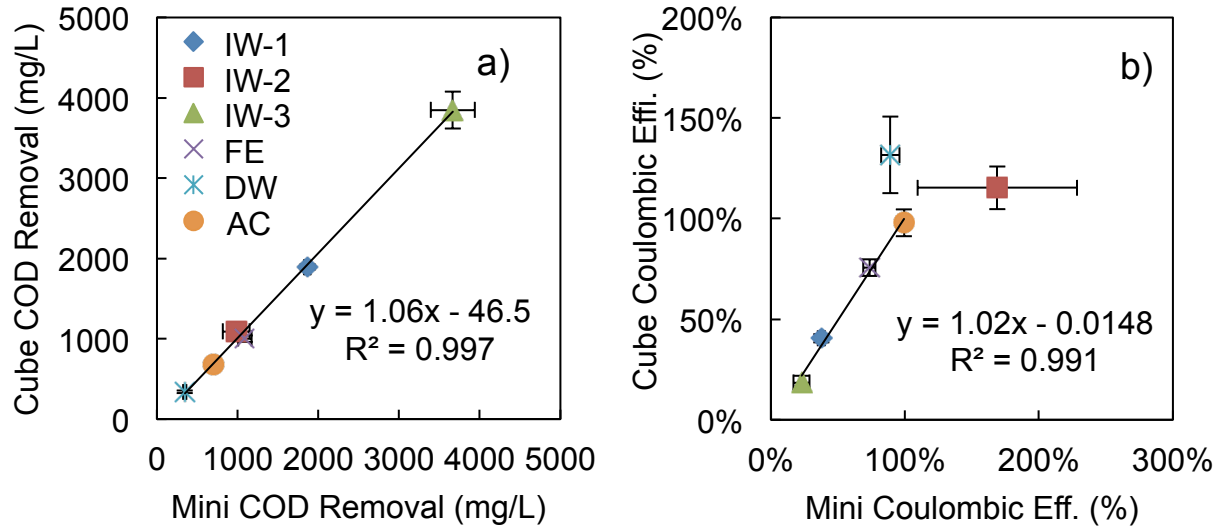 Cube COD Removal (mg/L)
5000
4000
3000
2000
1000
0
IW-1
IW-2
IW-3
FE
DW
AC
a)
y = 1.06x - 46.5
R² = 0.997
0 1000 2000 3000 4000 5000
Mini COD Removal (mg/L)
Cube Coulombic Effi. (%)
200%
150%
100%
50%
0%
b)
y = 1.02x - 0.0148
R² = 0.991
0% 100% 200% 300%
Mini Coulombic Eff. (%)